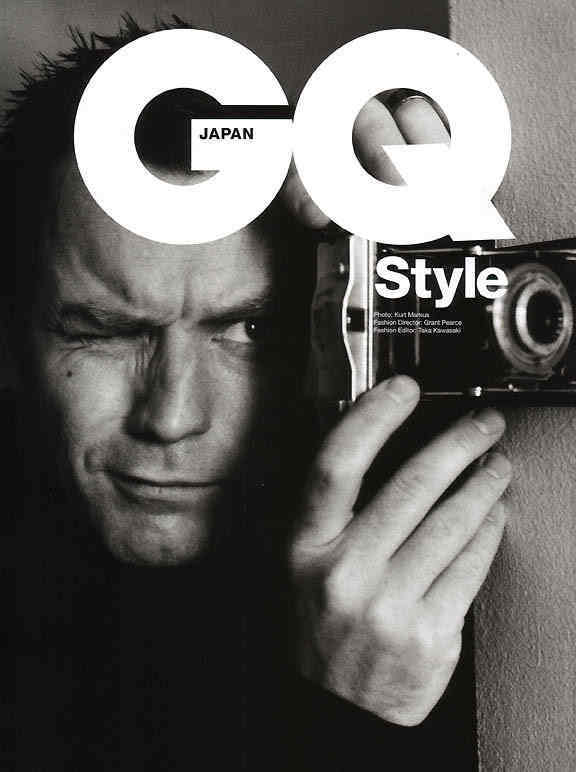 GQ
JAPAN
Style
Photo: Kurt Markus
Fashion Director: Grant Pearce
Fashion Editor: Taka Kawasaki